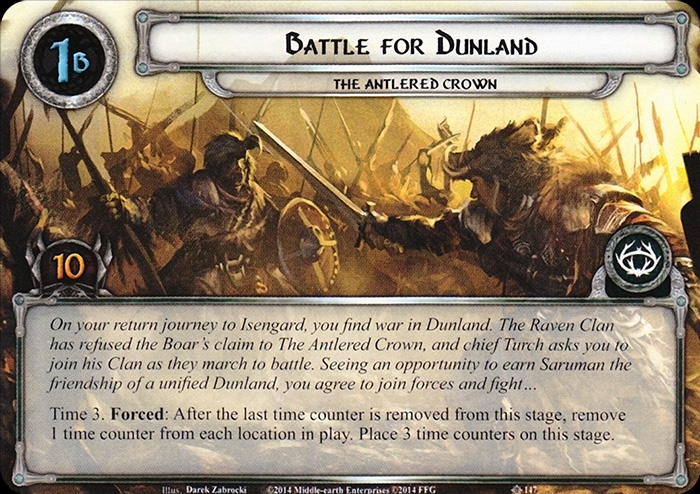 1B
BATTLE FOR DUNLAND
THE ANTLERED CROWN
10
On your return journey to Isengard, you find war in Dunland. The Raven Clan
has refused the Boar's claim to The Antlered Crown, and chief Turch asks you to
join his Clan as they march to battle. Seeing an opportunity to earn Saruman the
friendship of a unified Dunland, you agree to join forces and fight…
Time 3. Forced: After the last time counter is removed from this stage, remove
1 time counter from each location in play. Place 3 time counters on this stage.
Illus. Darek Zabrocki ©2014 Middle-earth Enterprises ©2014 FFG 147